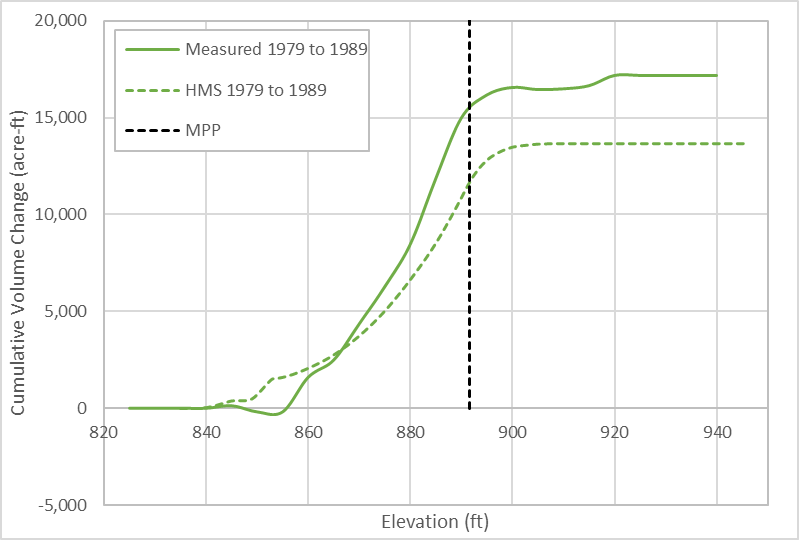 20,000
15,000
10,000
5,000
0
-5,000
820 840 860 880 900 920 940
Cumulative Volume Change (acre-ft)
Elevation (ft)
Measured 1979 to 1989
HMS 1979 to 1989
MPP